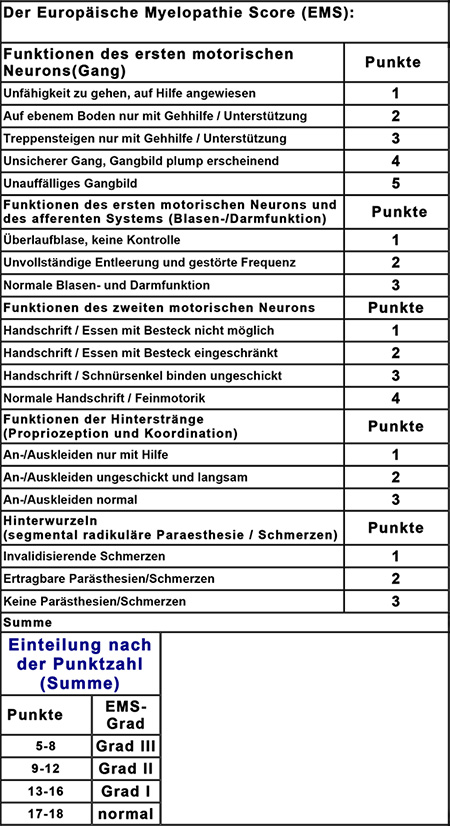 Der Europäische Myelopathie Score (EMS):
Funktionen des ersten motorischen
Neurons(Gang)
Punkte
Unfähigkeit zu gehen, auf Hilfe angewiesen 1
Auf ebenem Boden nur mit Gehhilfe / Unterstützung 2
Treppensteigen nur mit Gehhilfe / Unterstützung 3
Unsicherer Gang, Gangbild plump erscheinend 4
Unauffälliges Gangbild 5
Funktionen des ersten motorischen Neurons und
des afferenten Systems (Blasen-/Darmfunktion)
Punkte
Überlaufblase, keine Kontrolle 1
Unvollständige Entleerung und gestörte Frequenz 2
Normale Blasen- und Darmfunktion 3
Funktionen des zweiten motorischen Neurons Punkte
Handschrift / Essen mit Besteck nicht möglich 1
Handschrift / Essen mit Besteck eingeschränkt 2
Handschrift / Schnürsenkel binden ungeschickt 3
Normale Handschrift / Feinmotorik 4
Funktionen der Hinterstränge
(Propriozeption und Koordination)
Punkte
An-/Auskleiden nur mit Hilfe 1
An-/Auskleiden ungeschickt und langsam 2
An-/Auskleiden normal 3
Hinterwurzeln
(segmental radikuläre Paraesthesie / Schmerzen)
Punkte
Invalidisierende Schmerzen 1
Ertragbare Parästhesien/Schmerzen 2
Keine Parästhesien/Schmerzen 3
Summe
Einteilung nach
der Punktzahl
(Summe)
Punkte
EMS-
Grad
5-8 Grad III
9-12 Grad II
13-16 Grad I
17-18 normal